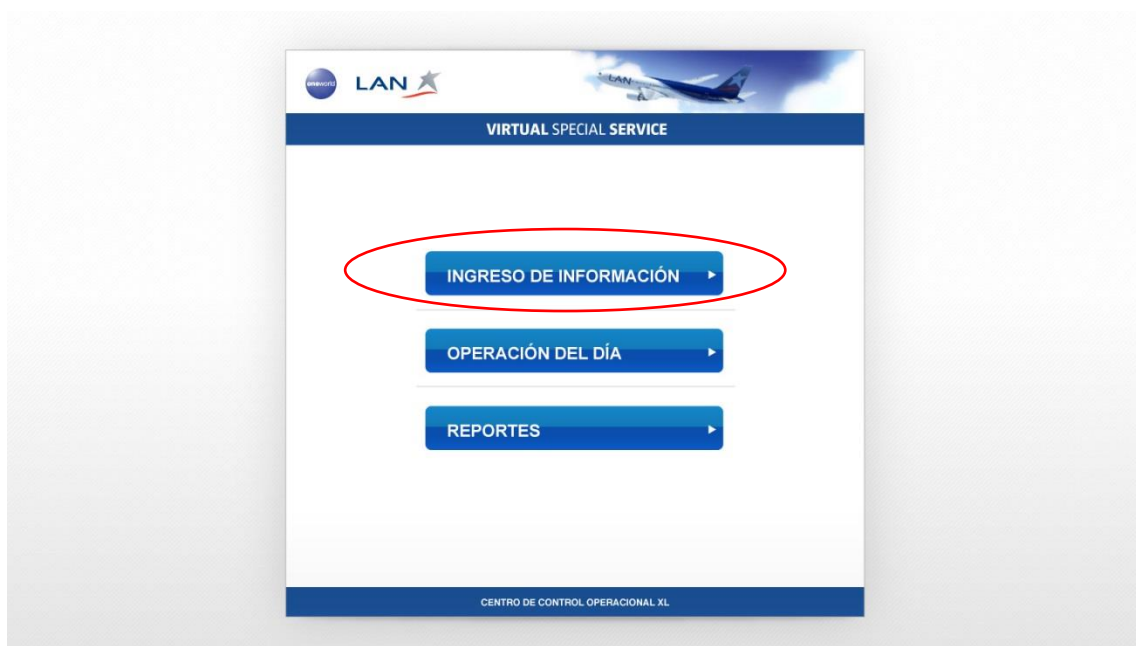 oneworld
LAN
LAN
VIRTUAL SPECIAL SERVICE
INGRESO DE INFORMACIÓN
OPERACIÓN DEL DÍA
REPORTES
CENTRO DE CONTROL OPERACIONAL XL